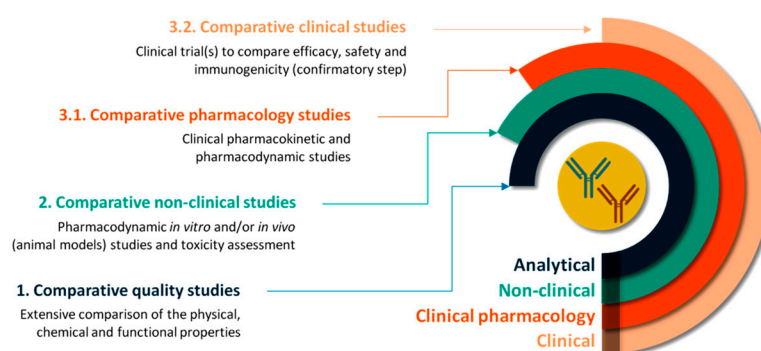 3.2. Comparative clinical studies
Clinical trial(s) to compare efficacy, safety and
immunogenicity (confirmatory step)
3.1. Comparative pharmacology studies
Clinical pharmacokinetic and
pharmacodynamic studies
2. Comparative non-clinical studies
Pharmacodynamic in vitro and/or in vivo
(animal models) studies and toxicity assessment
1. Comparative quality studies
Extensive comparison of the physical,
chemical and functional properties
Analytical
Non-clinical
Clinical pharmacology
Clinical